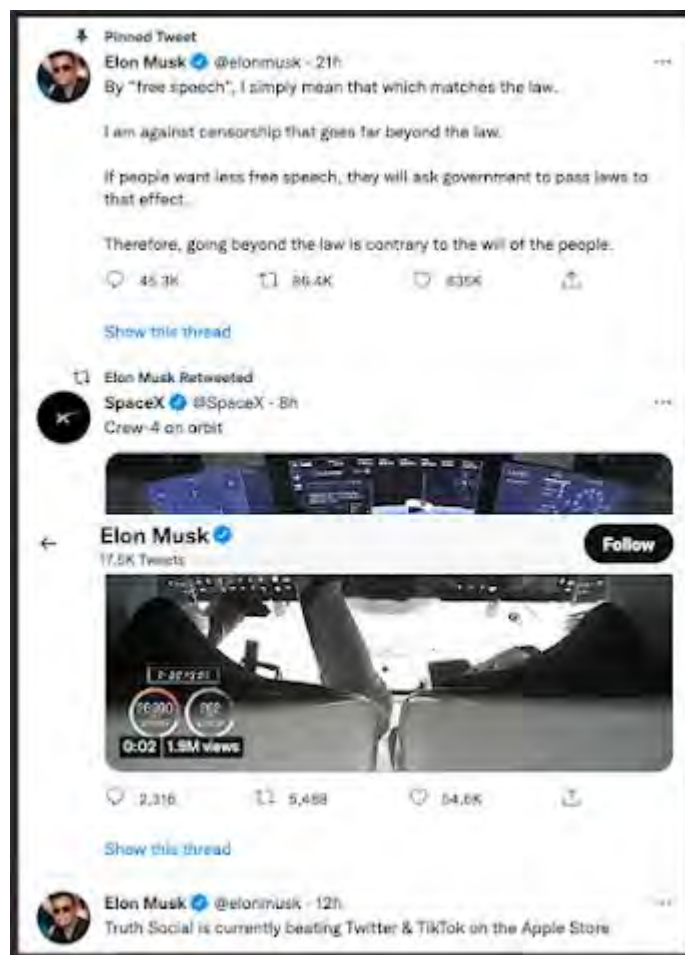 Pinned Tweet
Elon Musk @elonmusk · 21h
By "free speech", I simply mean that which matches the law.
I am against censorship that goes far beyond the law.
If people want less free speech, they will ask government to pass laws to
that effect.
Therefore, going beyond the law is contrary to the will of the people.
45.3K 86.4K 635K
Show this thread
Elon Musk Retweeted
SpaceX @SpaceX · 8h
Crew-4 on orbit
Elon Musk
17.5K Tweets
Follow
0:02 1.9M views
2,316 5,469 54.6K
Show this thread
Elon Musk @elonmusk · 12h
Truth Social is currently beating Twitter & TikTok on the Apple Store